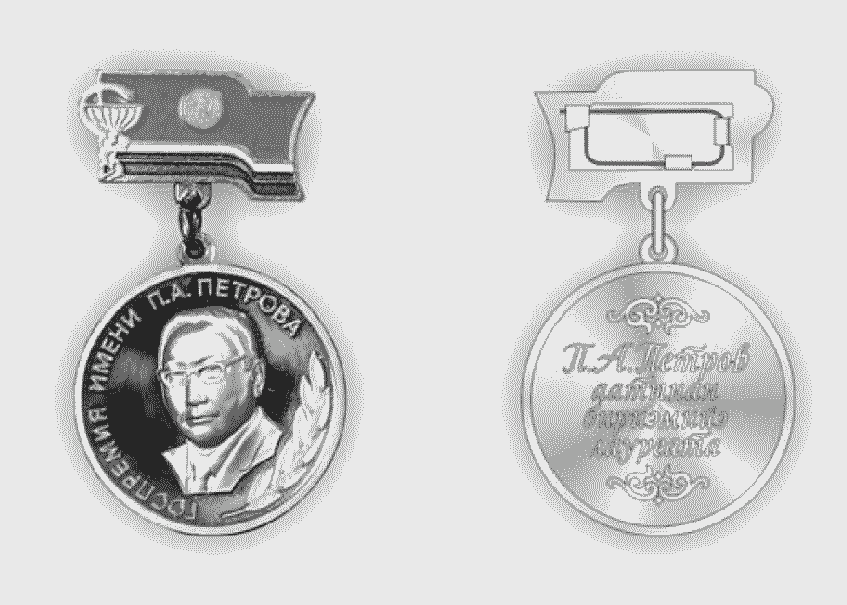 ГОСПРЕМИЯ ИМЕНИ П.А. ПЕТРОВА
П.А. Петров
аатынан
бириэмийэ
лауреата